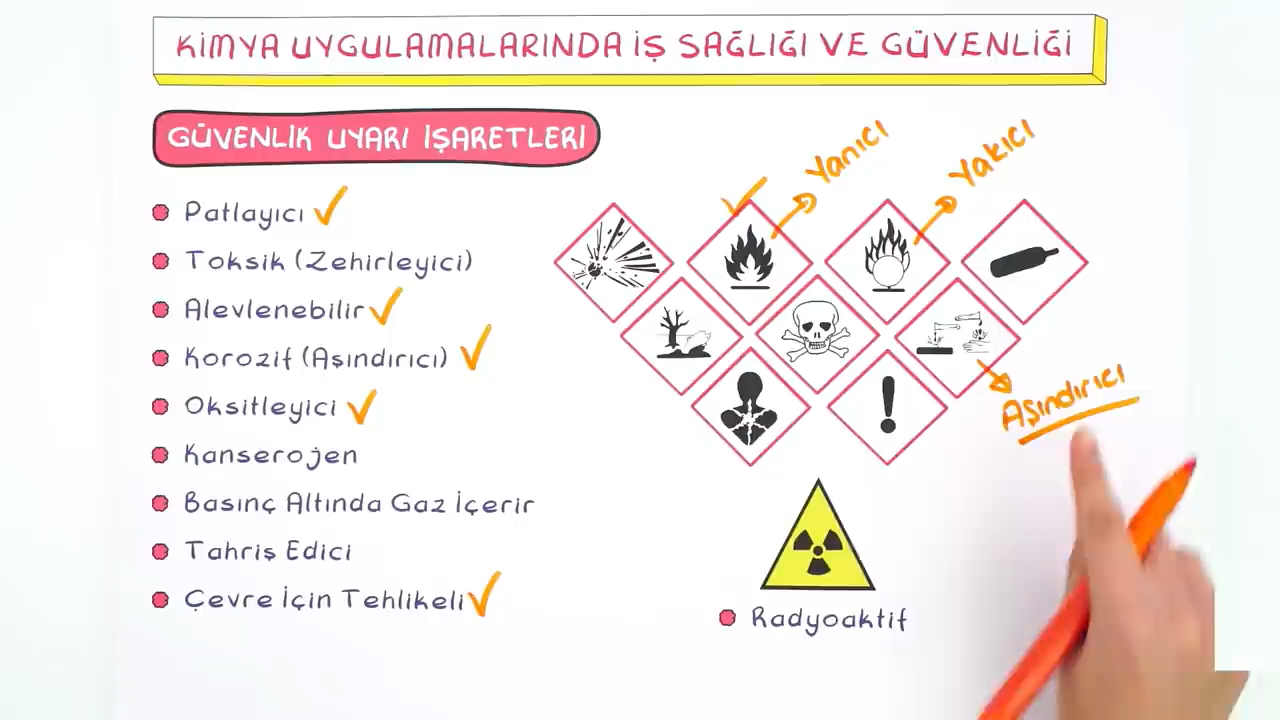 KİMYA UYGULAMALARINDA İŞ SAĞLIĞI VE GÜVENLİĞİ
GÜVENLİK UYARI İŞARETLERİ
Patlayıcı
Toksik (Zehirleyici)
Alevlenebilir
Korozif (Aşındırıcı)
Oksitleyici
Kanserojen
Basınç Altında Gaz İçerir
Tahriş Edici
Çevre İçin Tehlikeli
Yanıcı
Yakıcı
Aşındırıcı
Radyoaktif